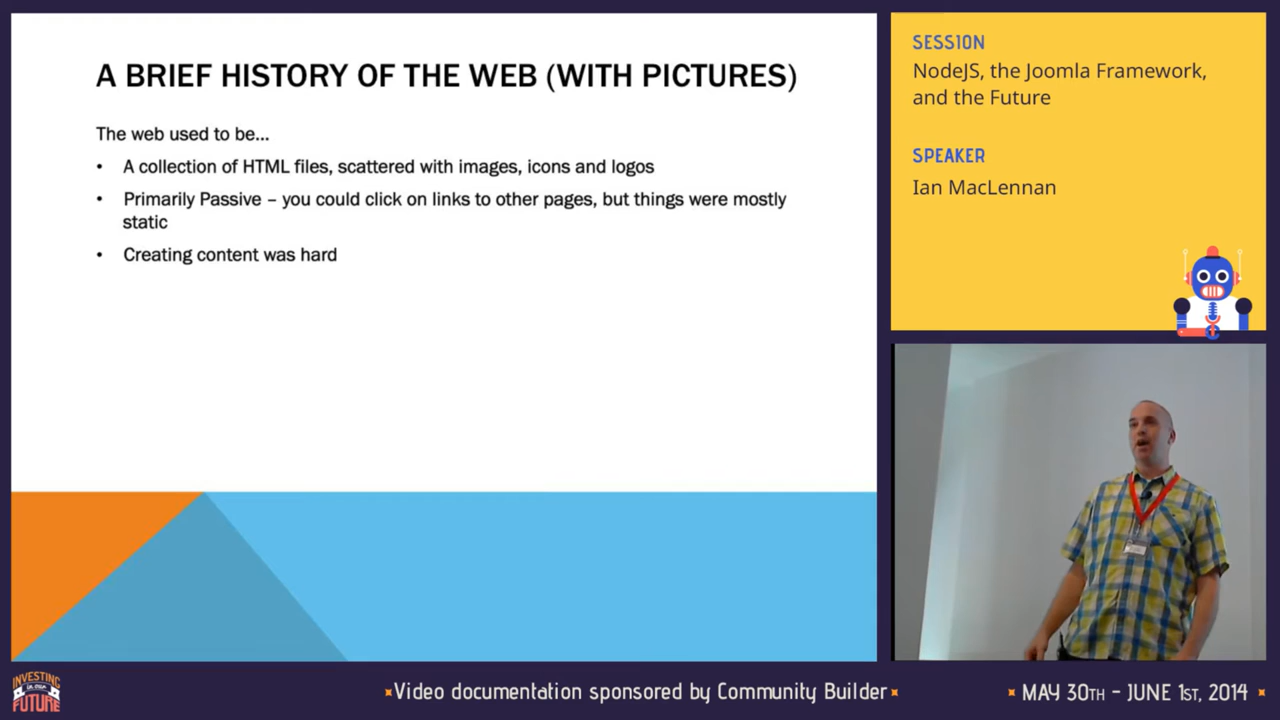 A BRIEF HISTORY OF THE WEB (WITH PICTURES)
The web used to be...
• A collection of HTML files, scattered with images, icons and logos
• Primarily Passive – you could click on links to other pages, but things were mostly
static
• Creating content was hard
SESSION
NodeJS, the Joomla Framework,
and the Future
SPEAKER
Ian MacLennan
INVESTING
IN OUR
FUTURE
Video documentation sponsored by Community Builder
MAY 30TH - JUNE 1ST, 2014